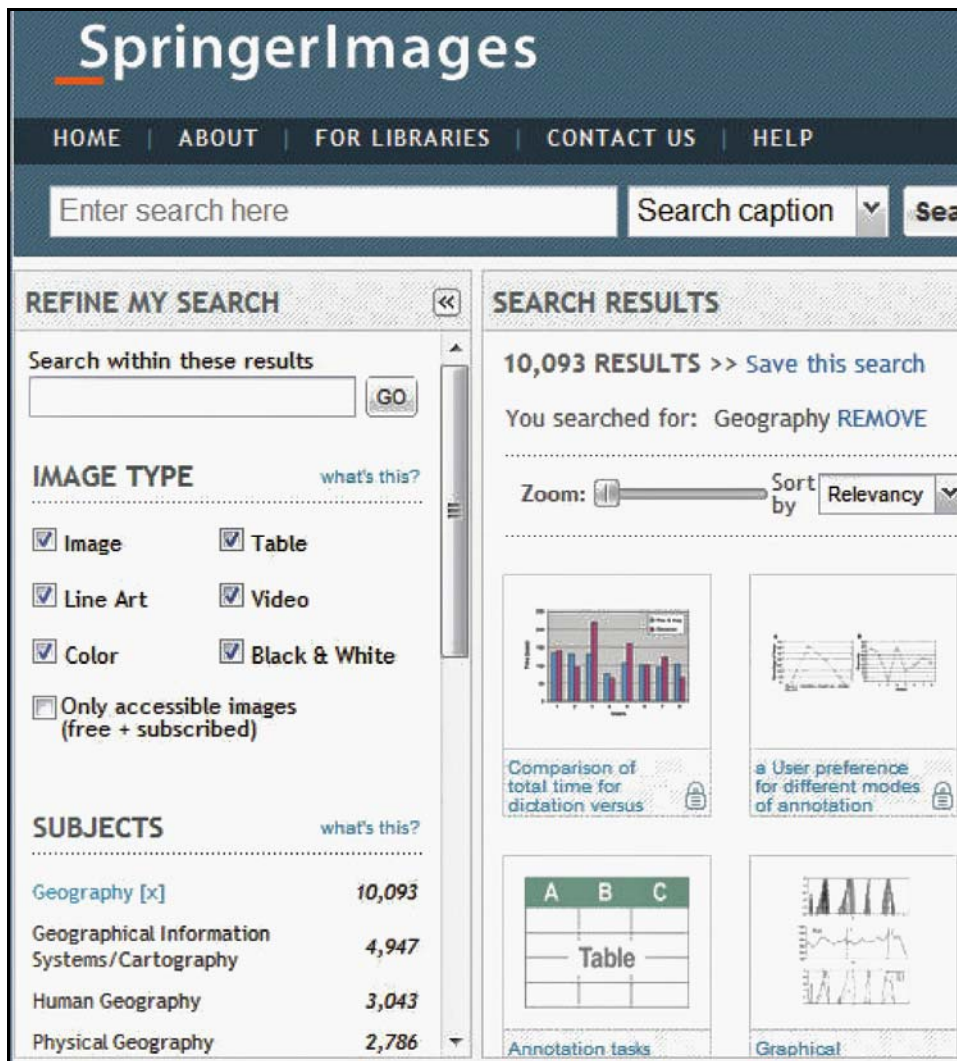 SpringerImages
HOME | ABOUT | FOR LIBRARIES | CONTACT US | HELP
Enter search here
Search caption
Sea
REFINE MY SEARCH
Search within these results
GO
IMAGE TYPE what's this?
Image Table
Line Art Video
Color Black & White
Only accessible images
(free + subscribed)
SUBJECTS what's this?
Geography [x] 10,093
Geographical Information
Systems/Cartography 4,947
Human Geography 3,043
Physical Geography 2,786
SEARCH RESULTS
10,093 RESULTS >> Save this search
You searched for: Geography REMOVE
Zoom: Sort by Relevancy
Comparison of
total time for
dictation versus
a User preference
for different modes
of annotation
A B C
Table
Annotation tasks
Graphical